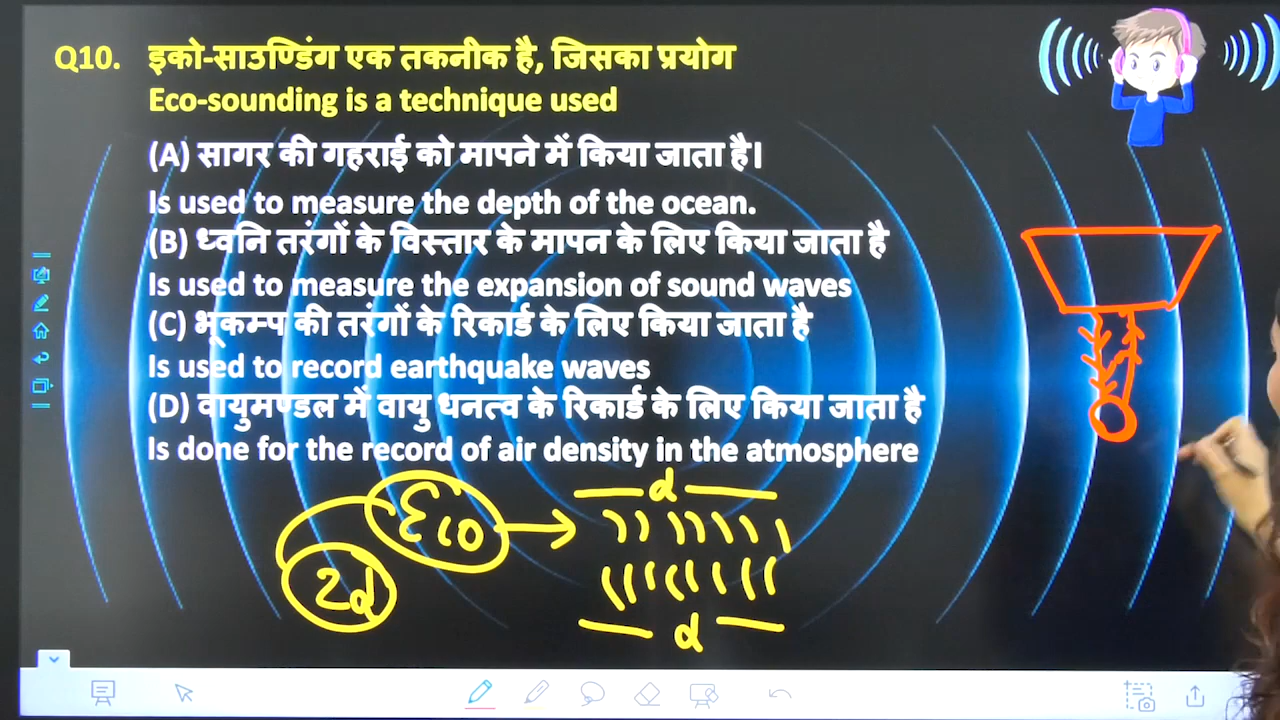 Q10. इको-साउण्डिंग एक तकनीक है, जिसका प्रयोग
Eco-sounding is a technique used
(A) सागर की गहराई को मापने में किया जाता है।
Is used to measure the depth of the ocean.
(B) ध्वनि तरंगों के विस्तार के मापन के लिए किया जाता है
Is used to measure the expansion of sound waves
(C) भूकम्प की तरंगों के रिकार्ड के लिए किया जाता है
Is used to record earthquake waves
(D) वायुमण्डल में वायु धनत्व के रिकार्ड के लिए किया जाता है
Is done for the record of air density in the atmosphere
d
Eco
2d
d